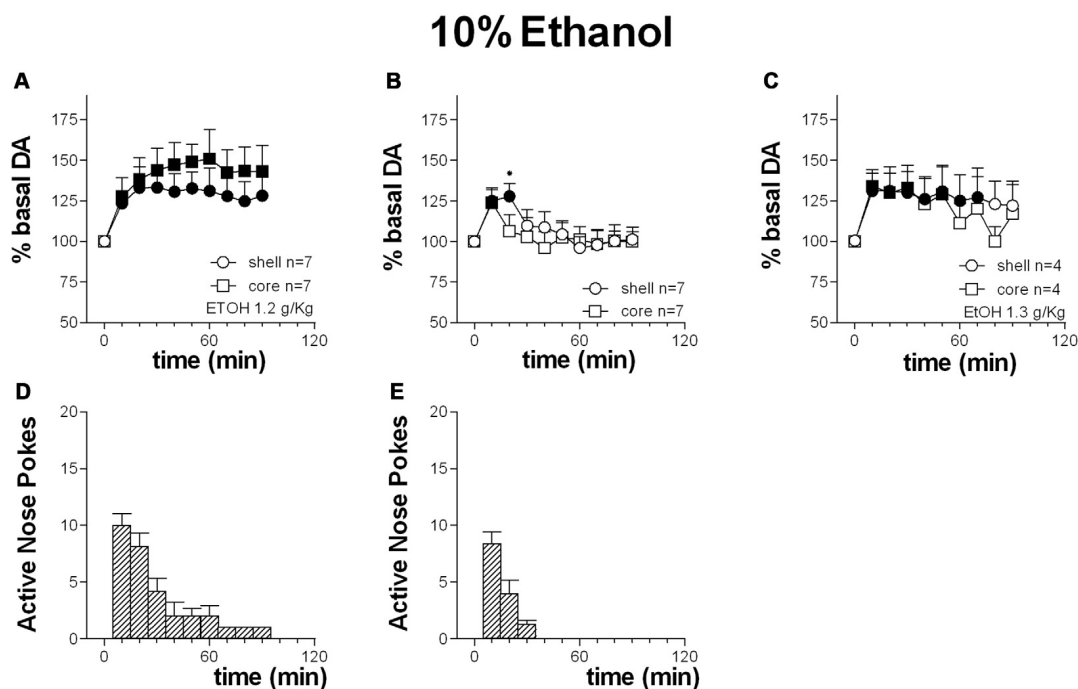 10% Ethanol
A
% basal DA
175
150
125
100
75
50
shell n=7
core n=7
ETOH 1.2 g/Kg
0
60
120
time (min)
B
% basal DA
175
150
125
100
75
50
*
shell n=7
core n=7
0
60
120
time (min)
C
% basal DA
175
150
125
100
75
50
shell n=4
core n=4
EtOH 1.3 g/Kg
0
60
120
time (min)
D
Active Nose Pokes
20
15
10
5
0
0
60
120
time (min)
E
Active Nose Pokes
20
15
10
5
0
0
60
120
time (min)